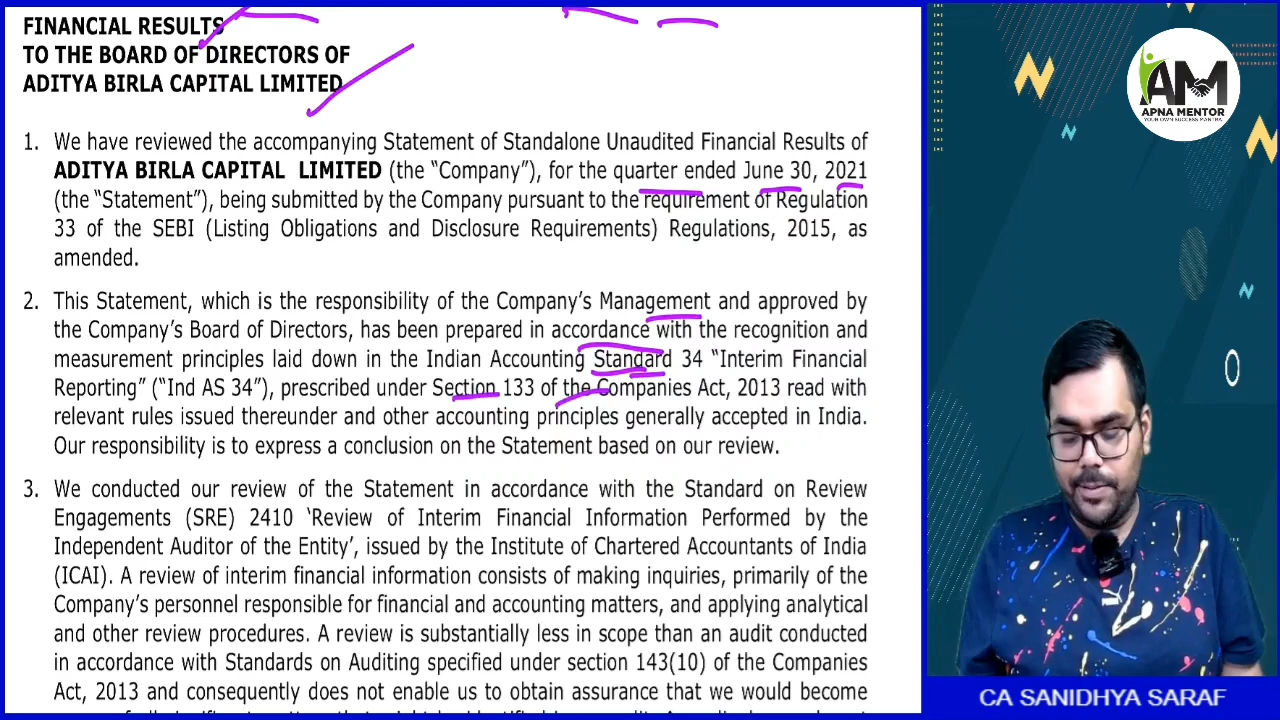 FINANCIAL RESULTS
TO THE BOARD OF DIRECTORS OF
ADITYA BIRLA CAPITAL LIMITED
1. We have reviewed the accompanying Statement of Standalone Unaudited Financial Results of
ADITYA BIRLA CAPITAL LIMITED (the “Company”), for the quarter ended June 30, 2021
(the “Statement”), being submitted by the Company pursuant to the requirement of Regulation
33 of the SEBI (Listing Obligations and Disclosure Requirements) Regulations, 2015, as
amended.
2. This Statement, which is the responsibility of the Company’s Management and approved by
the Company’s Board of Directors, has been prepared in accordance with the recognition and
measurement principles laid down in the Indian Accounting Standard 34 “Interim Financial
Reporting” (“Ind AS 34”), prescribed under Section 133 of the Companies Act, 2013 read with
relevant rules issued thereunder and other accounting principles generally accepted in India.
Our responsibility is to express a conclusion on the Statement based on our review.
3. We conducted our review of the Statement in accordance with the Standard on Review
Engagements (SRE) 2410 ‘Review of Interim Financial Information Performed by the
Independent Auditor of the Entity’, issued by the Institute of Chartered Accountants of India
(ICAI). A review of interim financial information consists of making inquiries, primarily of the
Company’s personnel responsible for financial and accounting matters, and applying analytical
and other review procedures. A review is substantially less in scope than an audit conducted
in accordance with Standards on Auditing specified under section 143(10) of the Companies
Act, 2013 and consequently does not enable us to obtain assurance that we would become
AM
APNA MENTOR
YOUR OWN SUCCESS MANTRA
PUMA
CA SANIDHYA SARAF